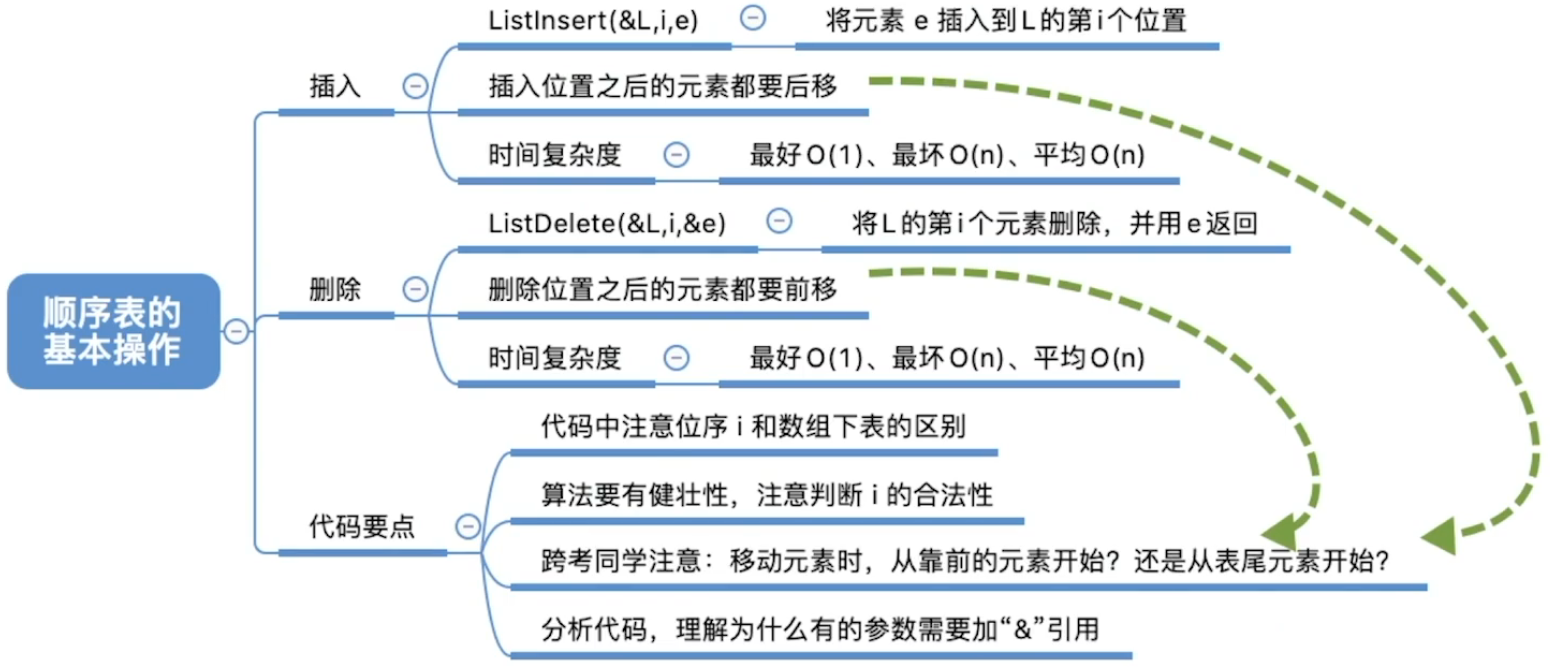 ListInsert(&L,i,e)
将元素 e 插入到L的第i个位置
插入
插入位置之后的元素都要后移
时间复杂度
最好O(1)、最坏O(n)、平均O(n)
ListDelete(&L,i,&e)
将L的第i个元素删除，并用e返回
删除
删除位置之后的元素都要前移
时间复杂度
最好O(1)、最坏O(n)、平均O(n)
顺序表的
基本操作
代码中注意位序 i 和数组下表的区别
算法要有健壮性，注意判断 i 的合法性
代码要点
跨考同学注意：移动元素时，从靠前的元素开始？还是从表尾元素开始？
分析代码，理解为什么有的参数需要加“&”引用